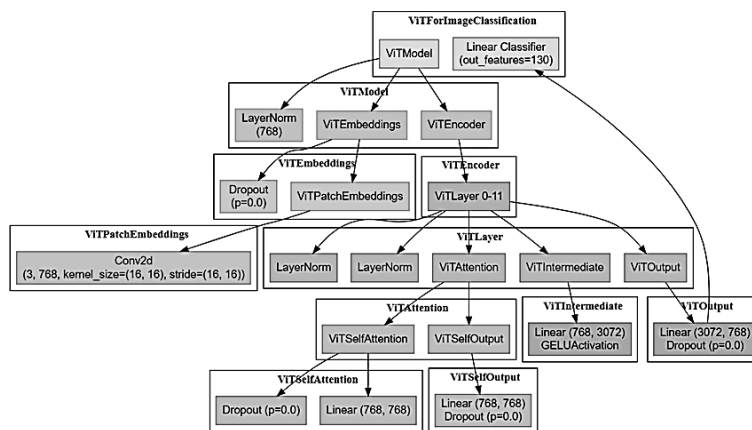 ViTForImageClassification
ViTModel
Linear Classifier
(out_features=130)
ViTModel
LayerNorm
(768)
ViTEmbeddings
ViTEncoder
ViTEmbeddings
Dropout
(p=0.0)
ViTPatchEmbeddings
ViTEncoder
ViTLayer 0-11
ViTPatchEmbeddings
Conv2d
(3, 768, kernel_size=(16, 16), stride=(16, 16))
ViTLayer
LayerNorm
LayerNorm
ViTAttention
ViTIntermediate
ViTOutput
ViTAttention
ViTSelfAttention
ViTSelfOutput
ViTIntermediate
Linear (768, 3072)
GELUActivation
ViTOutput
Linear (3072, 768)
Dropout (p=0.0)
ViTSelfAttention
Dropout (p=0.0)
Linear (768, 768)
ViTSelfOutput
Linear (768, 768)
Dropout (p=0.0)